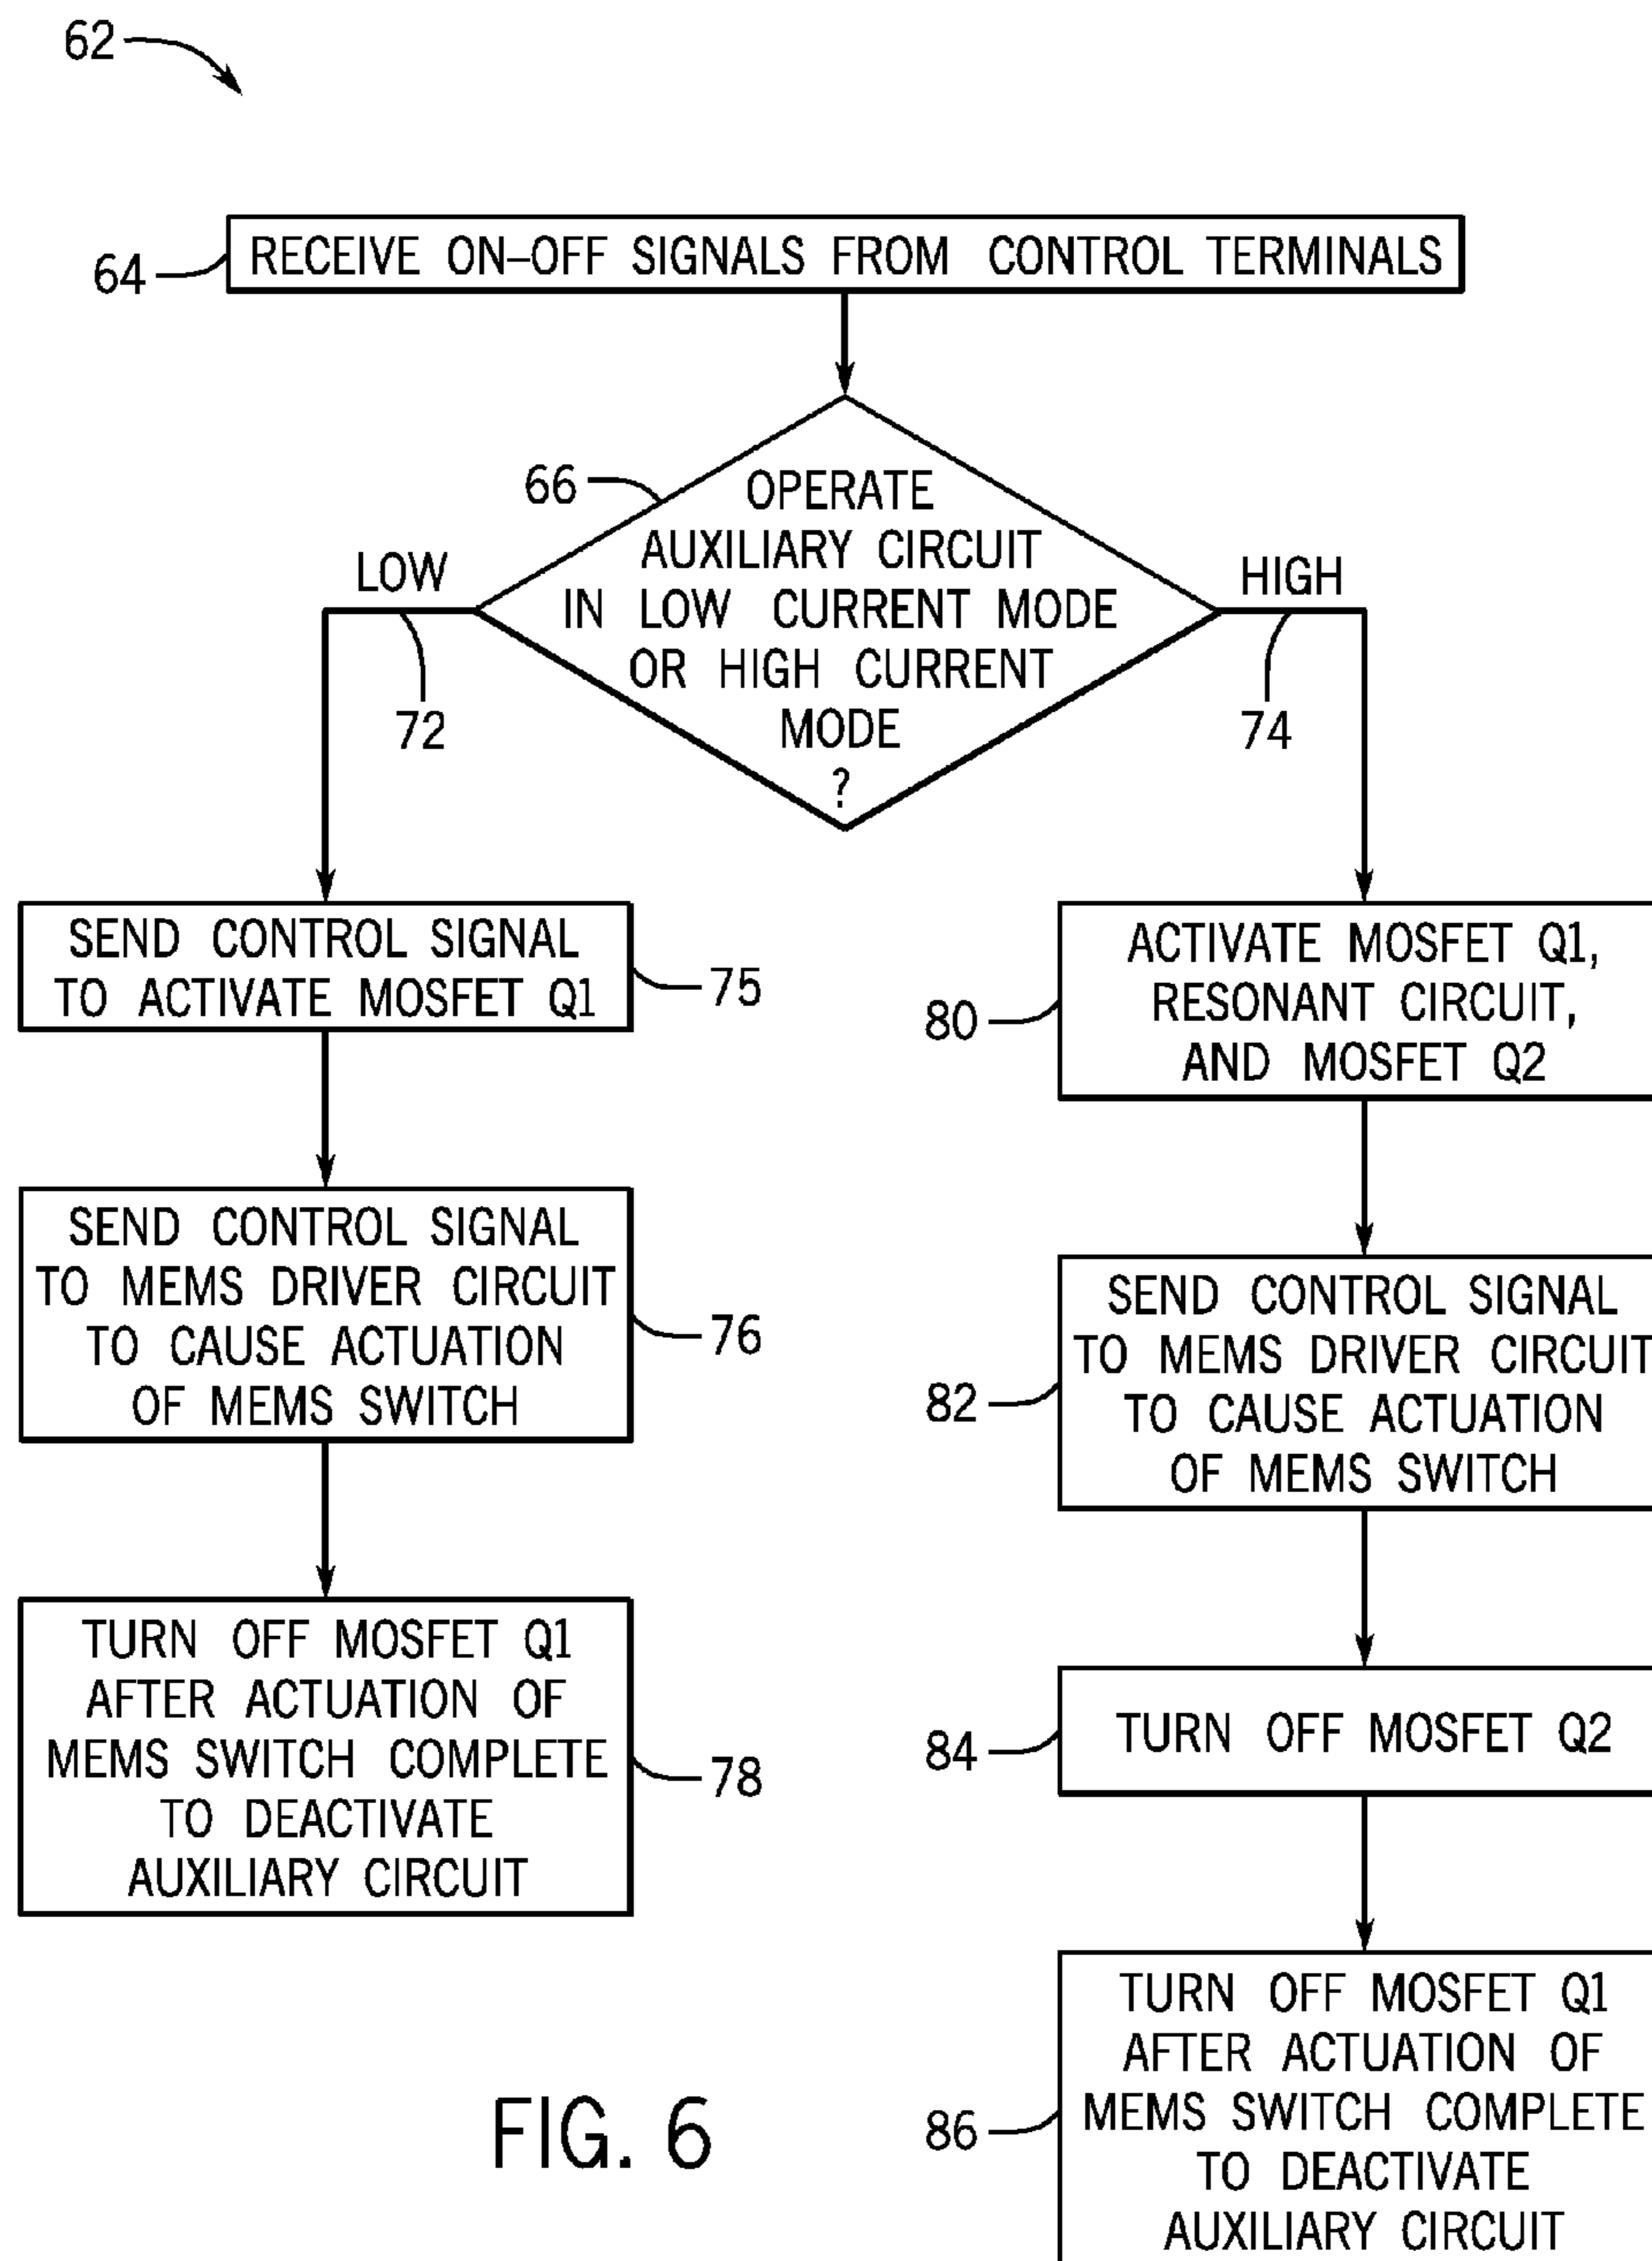 62
64
RECEIVE ON–OFF SIGNALS FROM CONTROL TERMINALS
66
OPERATE
AUXILIARY CIRCUIT
IN LOW CURRENT MODE
OR HIGH CURRENT
MODE
?
LOW
72
HIGH
74
SEND CONTROL SIGNAL
TO ACTIVATE MOSFET Q1
75
SEND CONTROL SIGNAL
TO MEMS DRIVER CIRCUIT
TO CAUSE ACTUATION
OF MEMS SWITCH
76
TURN OFF MOSFET Q1
AFTER ACTUATION OF
MEMS SWITCH COMPLETE
TO DEACTIVATE
AUXILIARY CIRCUIT
78
80
ACTIVATE MOSFET Q1,
RESONANT CIRCUIT,
AND MOSFET Q2
82
SEND CONTROL SIGNAL
TO MEMS DRIVER CIRCUIT
TO CAUSE ACTUATION
OF MEMS SWITCH
84
TURN OFF MOSFET Q2
86
TURN OFF MOSFET Q1
AFTER ACTUATION OF
MEMS SWITCH COMPLETE
TO DEACTIVATE
AUXILIARY CIRCUIT
FIG. 6